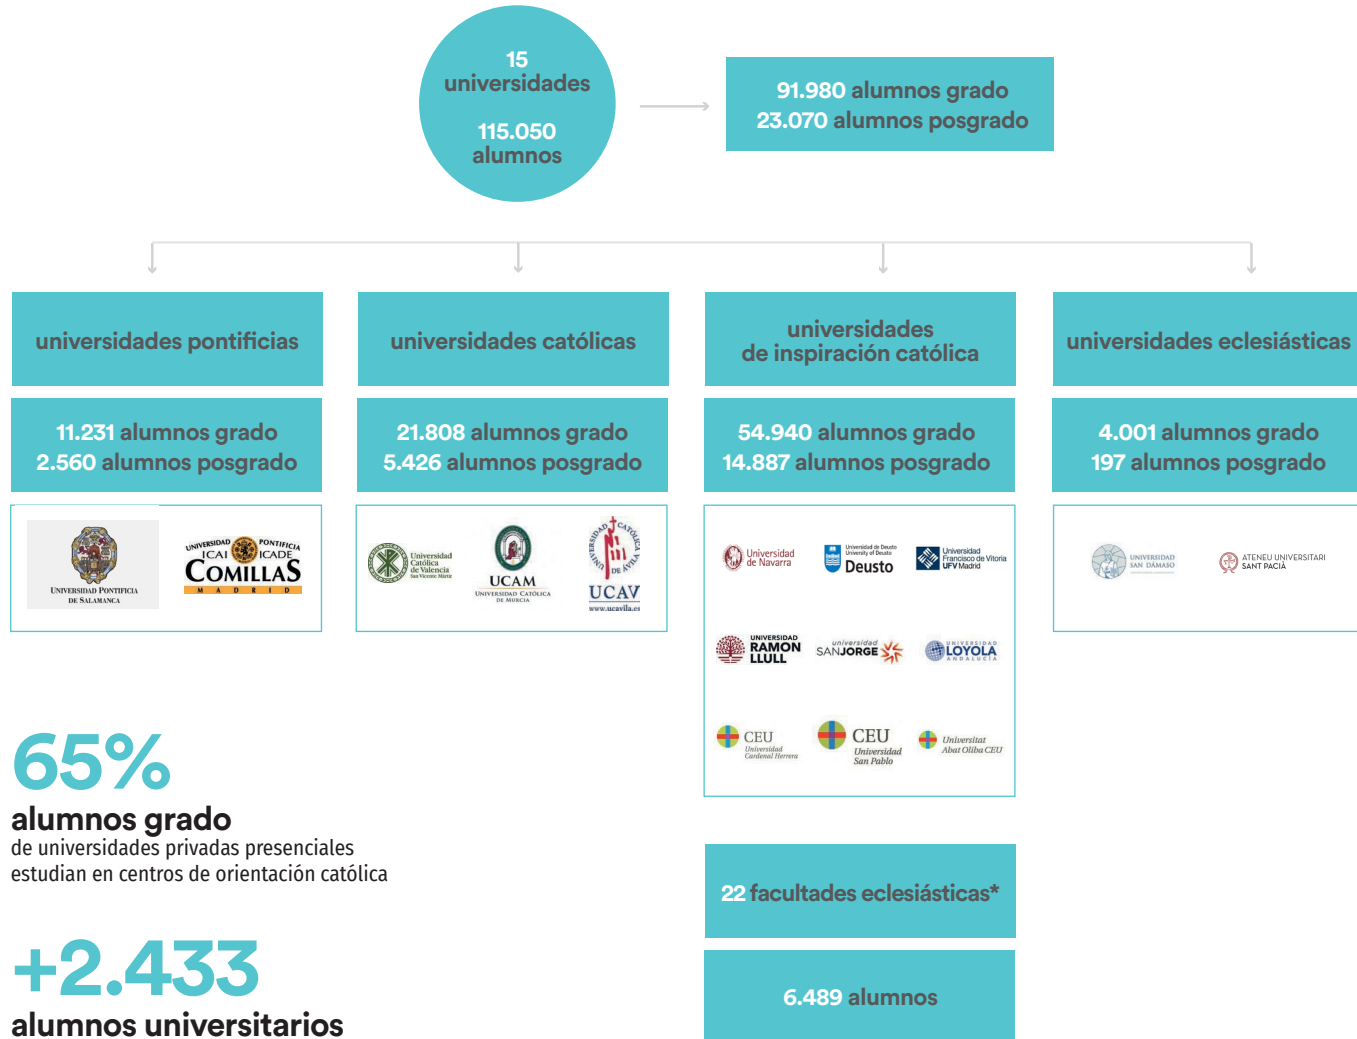 15
universidades
115.050
alumnos
91.980 alumnos grado
23.070 alumnos posgrado
universidades pontificias
11.231 alumnos grado
2.560 alumnos posgrado
UNIVERSIDAD PONTIFICIA
DE SALAMANCA
UNIVERSIDAD PONTIFICIA
ICAI ICADE
COMILLAS
MADRID
universidades católicas
21.808 alumnos grado
5.426 alumnos posgrado
Universidad
Católica
de Valencia
San Vicente Mártir
UCAM
UNIVERSIDAD CATÓLICA
DE MURCIA
UNIVERSIDAD CATÓLICA DE ÁVILA
UCAV
www.ucavila.es
universidades
de inspiración católica
54.940 alumnos grado
14.887 alumnos posgrado
Universidad
de Navarra
Universidad de Deusto
University of Deusto
Deusto
Universidad
Francisco de Vitoria
UFV Madrid
UNIVERSIDAD
RAMON
LLULL
universidad
SANJORGE
UNIVERSIDAD
LOYOLA
ANDALUCÍA
CEU
Universidad
Cardenal Herrera
CEU
Universidad
San Pablo
Universitat
Abat Oliba CEU
universidades eclesiásticas
4.001 alumnos grado
197 alumnos posgrado
UNIVERSIDAD
SAN DÁMASO
ATENEU UNIVERSITARI
SANT PACIÀ
22 facultades eclesiásticas*
6.489 alumnos
65%
alumnos grado
de universidades privadas presenciales
estudian en centros de orientación católica
+2.433
alumnos universitarios